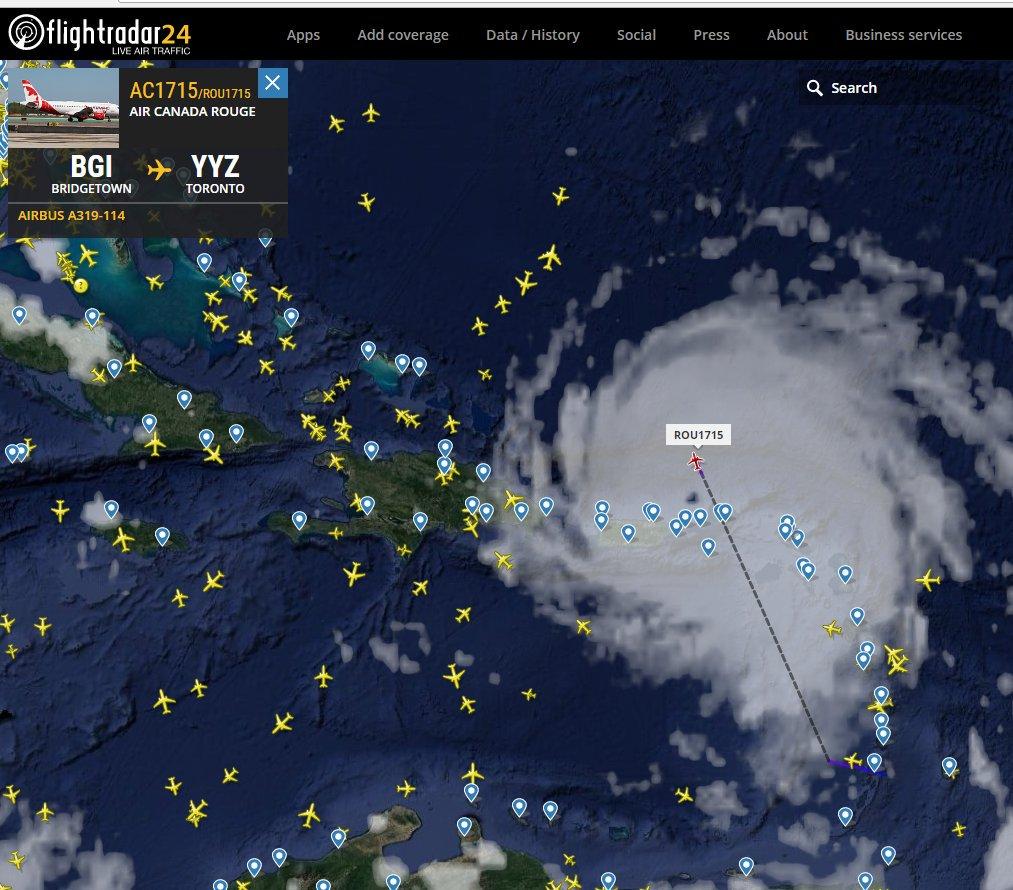 flightradar24
LIVE AIR TRAFFIC
Apps
Add coverage
Data / History
Social
Press
About
Business services
AC1715/ROU1715
AIR CANADA ROUGE
BGI
BRIDGETOWN
YYZ
TORONTO
AIRBUS A319-114
Search
ROU1715
?